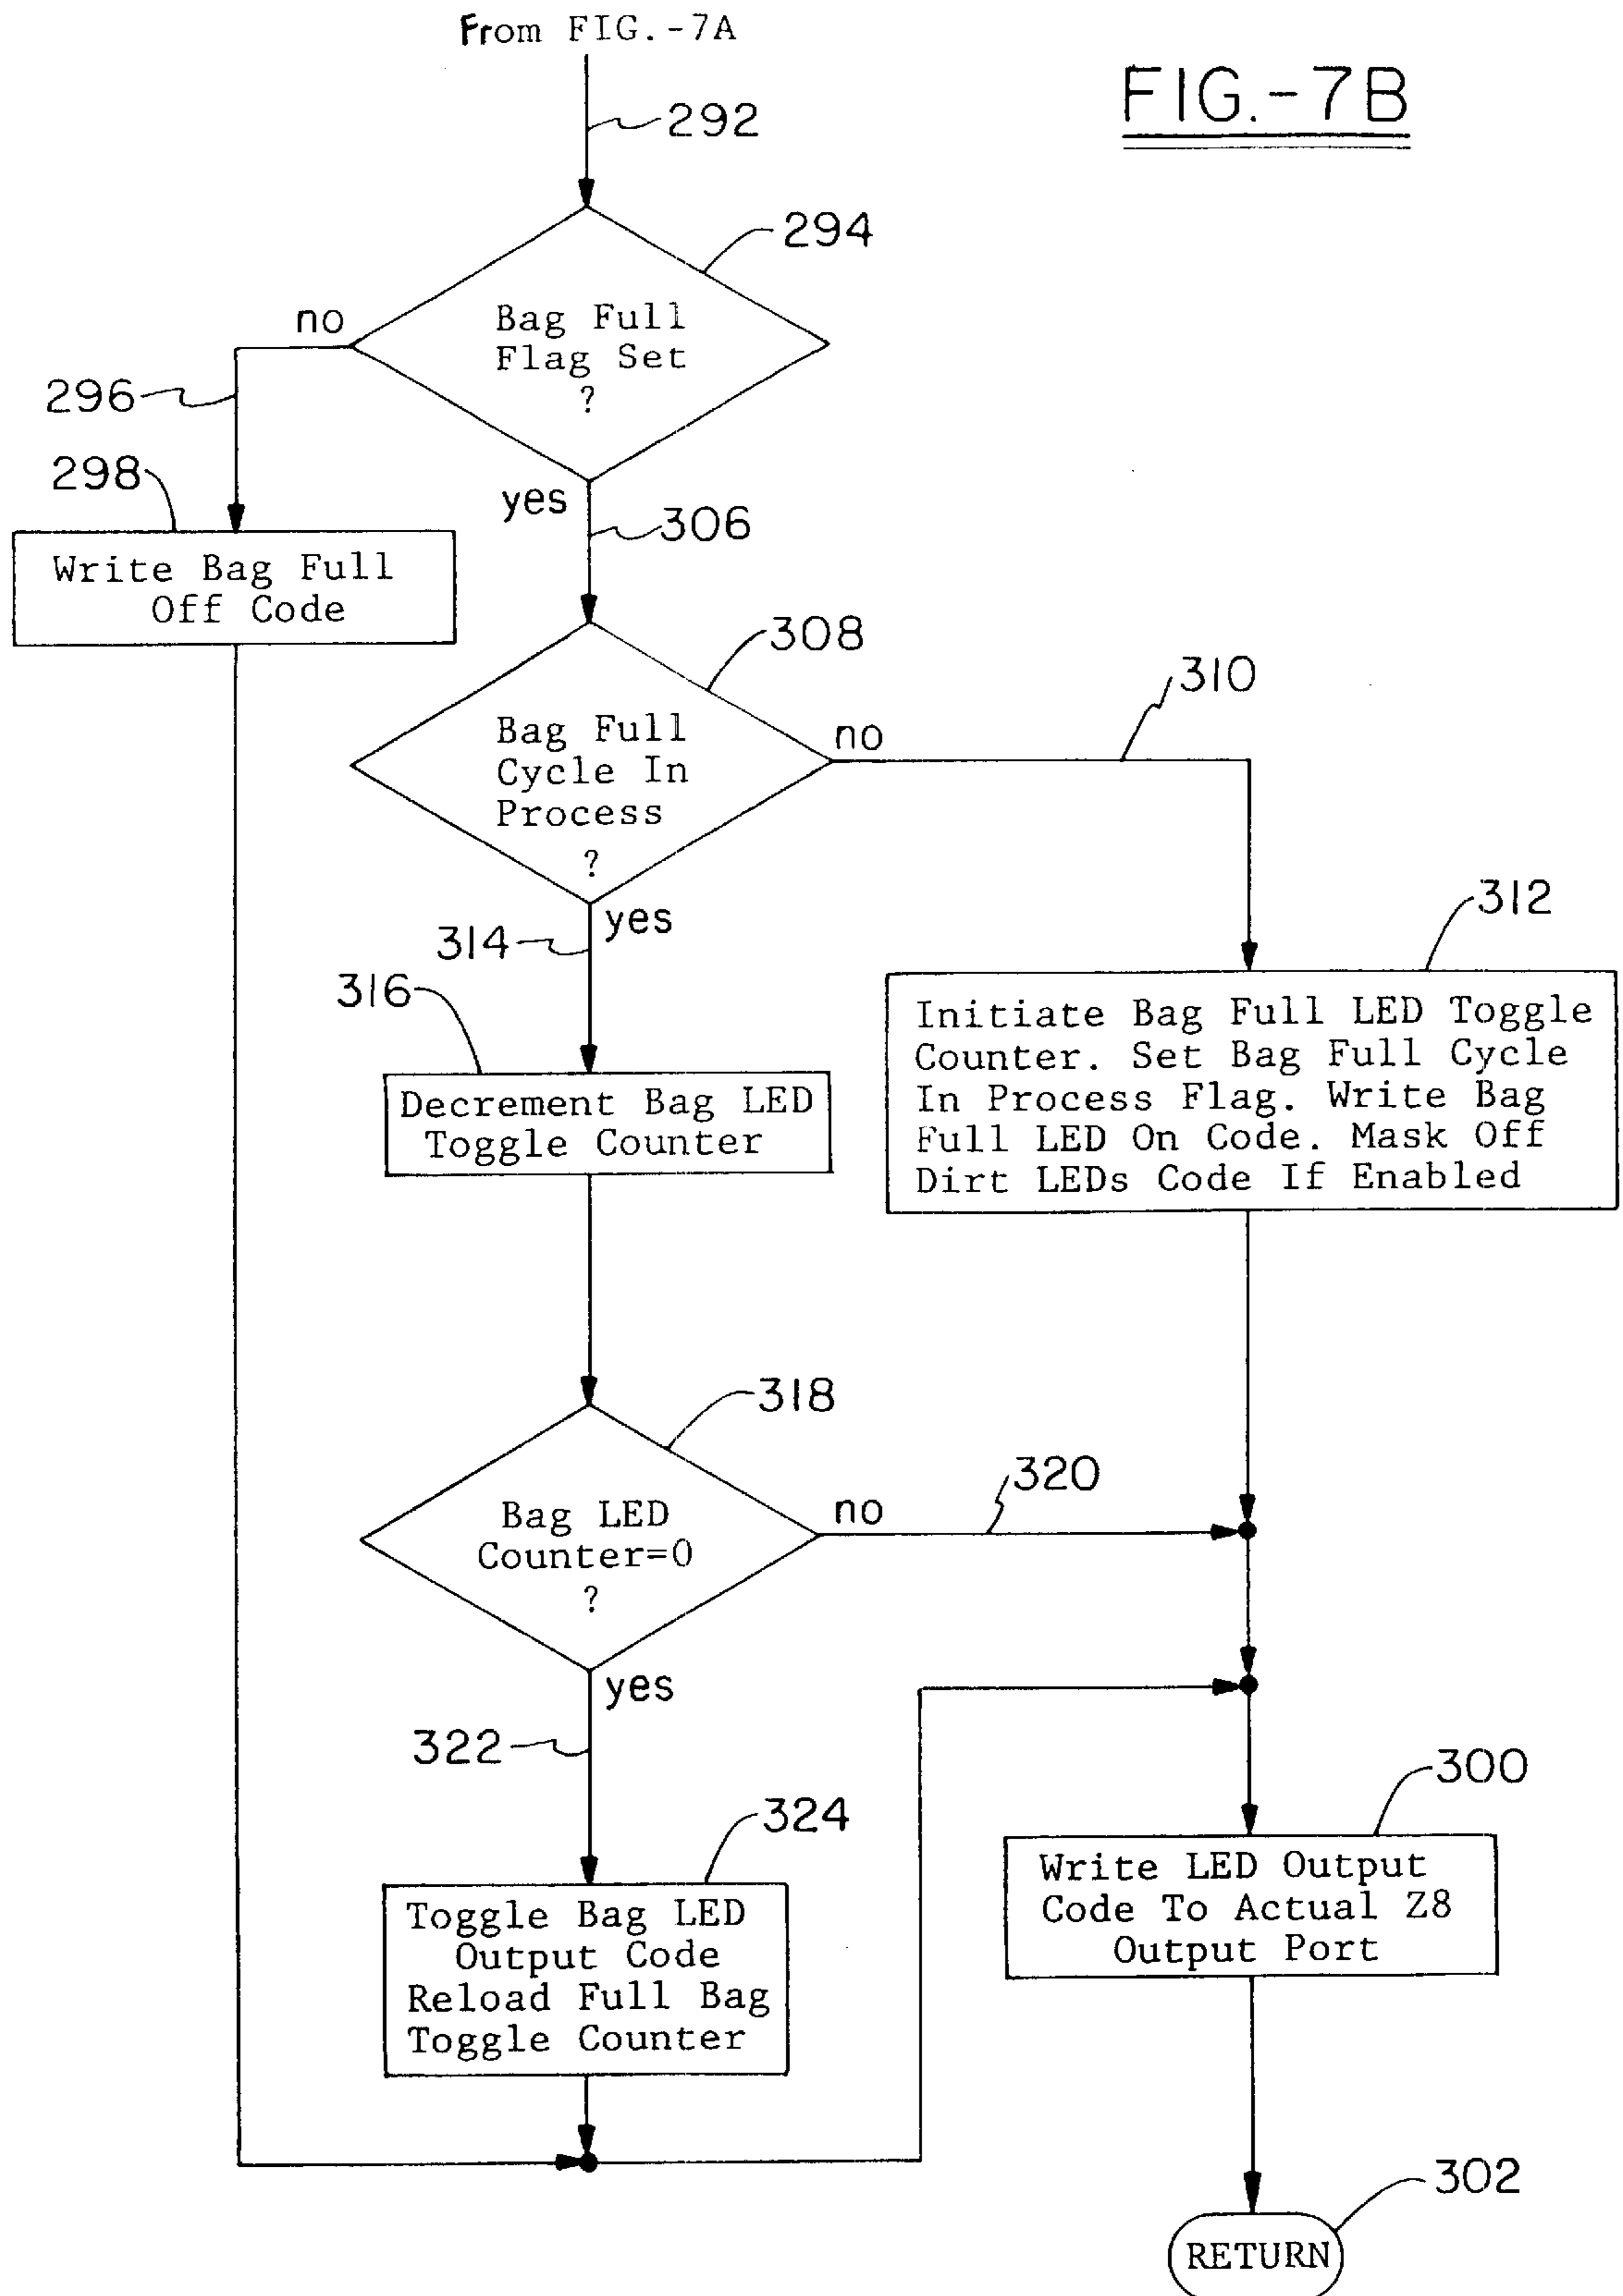 From FIG.-7A
FIG.-7B
292
294
no
Bag Full
Flag Set
?
296
298
yes
306
Write Bag Full
Off Code
308
310
Bag Full
Cycle In
Process
?
no
yes
314
312
316
Initiate Bag Full LED Toggle
Counter. Set Bag Full Cycle
In Process Flag. Write Bag
Full LED On Code. Mask Off
Dirt LEDs Code If Enabled
Decrement Bag LED
Toggle Counter
318
320
Bag LED
Counter=0
?
no
yes
322
300
324
Write LED Output
Code To Actual Z8
Output Port
Toggle Bag LED
Output Code
Reload Full Bag
Toggle Counter
302
RETURN